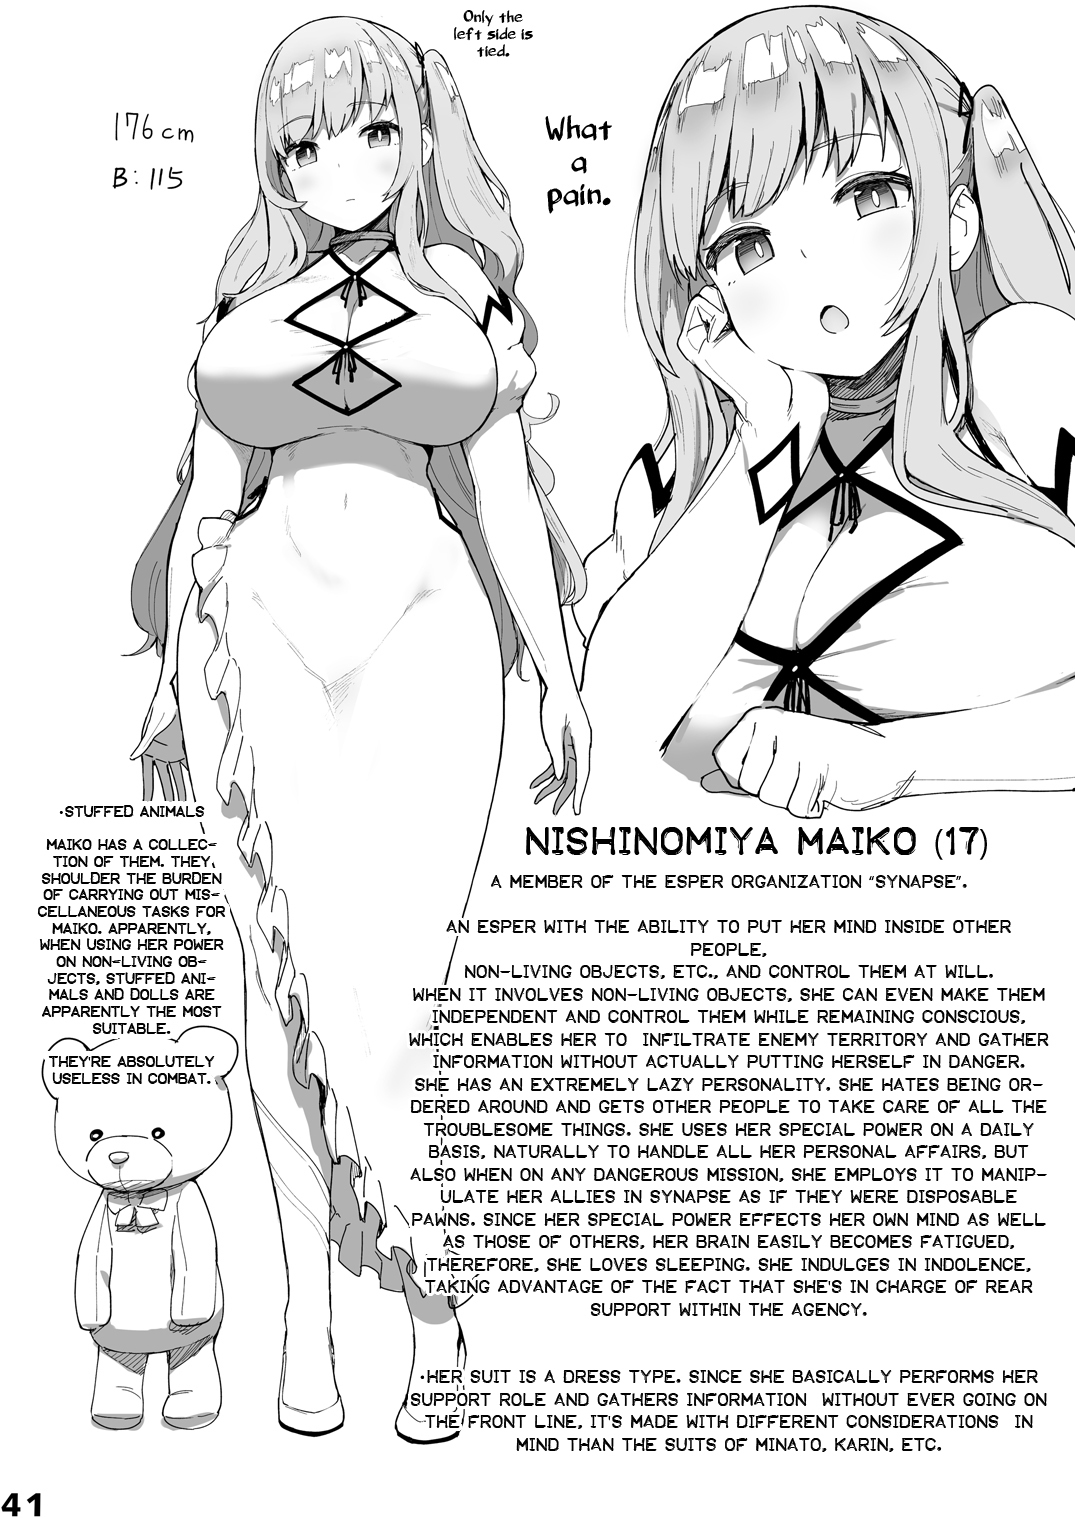 Only the
left side is
tied.
176 cm
B: 115
What
a
pain.
·STUFFED ANIMALS
MAIKO HAS A COLLEC-
TION OF THEM. THEY
SHOULDER THE BURDEN
OF CARRYING OUT MIS-
CELLANEOUS TASKS FOR
MAIKO. APPARENTLY,
WHEN USING HER POWER
ON NON-LIVING OB-
JECTS, STUFFED ANI-
MALS AND DOLLS ARE
APPARENTLY THE MOST
SUITABLE.
THEY'RE ABSOLUTELY
USELESS IN COMBAT.
NISHINOMIYA MAIKO (17)
A MEMBER OF THE ESPER ORGANIZATION "SYNAPSE".
AN ESPER WITH THE ABILITY TO PUT HER MIND INSIDE OTHER
PEOPLE,
NON-LIVING OBJECTS, ETC., AND CONTROL THEM AT WILL.
WHEN IT INVOLVES NON-LIVING OBJECTS, SHE CAN EVEN MAKE THEM
INDEPENDENT AND CONTROL THEM WHILE REMAINING CONSCIOUS,
WHICH ENABLES HER TO INFILTRATE ENEMY TERRITORY AND GATHER
INFORMATION WITHOUT ACTUALLY PUTTING HERSELF IN DANGER.
SHE HAS AN EXTREMELY LAZY PERSONALITY. SHE HATES BEING OR-
DERED AROUND AND GETS OTHER PEOPLE TO TAKE CARE OF ALL THE
TROUBLESOME THINGS. SHE USES HER SPECIAL POWER ON A DAILY
BASIS, NATURALLY TO HANDLE ALL HER PERSONAL AFFAIRS, BUT
ALSO WHEN ON ANY DANGEROUS MISSION, SHE EMPLOYS IT TO MANIP-
ULATE HER ALLIES IN SYNAPSE AS IF THEY WERE DISPOSABLE
PAWNS. SINCE HER SPECIAL POWER EFFECTS HER OWN MIND AS WELL
AS THOSE OF OTHERS, HER BRAIN EASILY BECOMES FATIGUED,
THEREFORE, SHE LOVES SLEEPING. SHE INDULGES IN INDOLENCE,
TAKING ADVANTAGE OF THE FACT THAT SHE'S IN CHARGE OF REAR
SUPPORT WITHIN THE AGENCY.
·HER SUIT IS A DRESS TYPE. SINCE SHE BASICALLY PERFORMS HER
SUPPORT ROLE AND GATHERS INFORMATION WITHOUT EVER GOING ON
THE FRONT LINE, IT'S MADE WITH DIFFERENT CONSIDERATIONS IN
MIND THAN THE SUITS OF MINATO, KARIN, ETC.
41